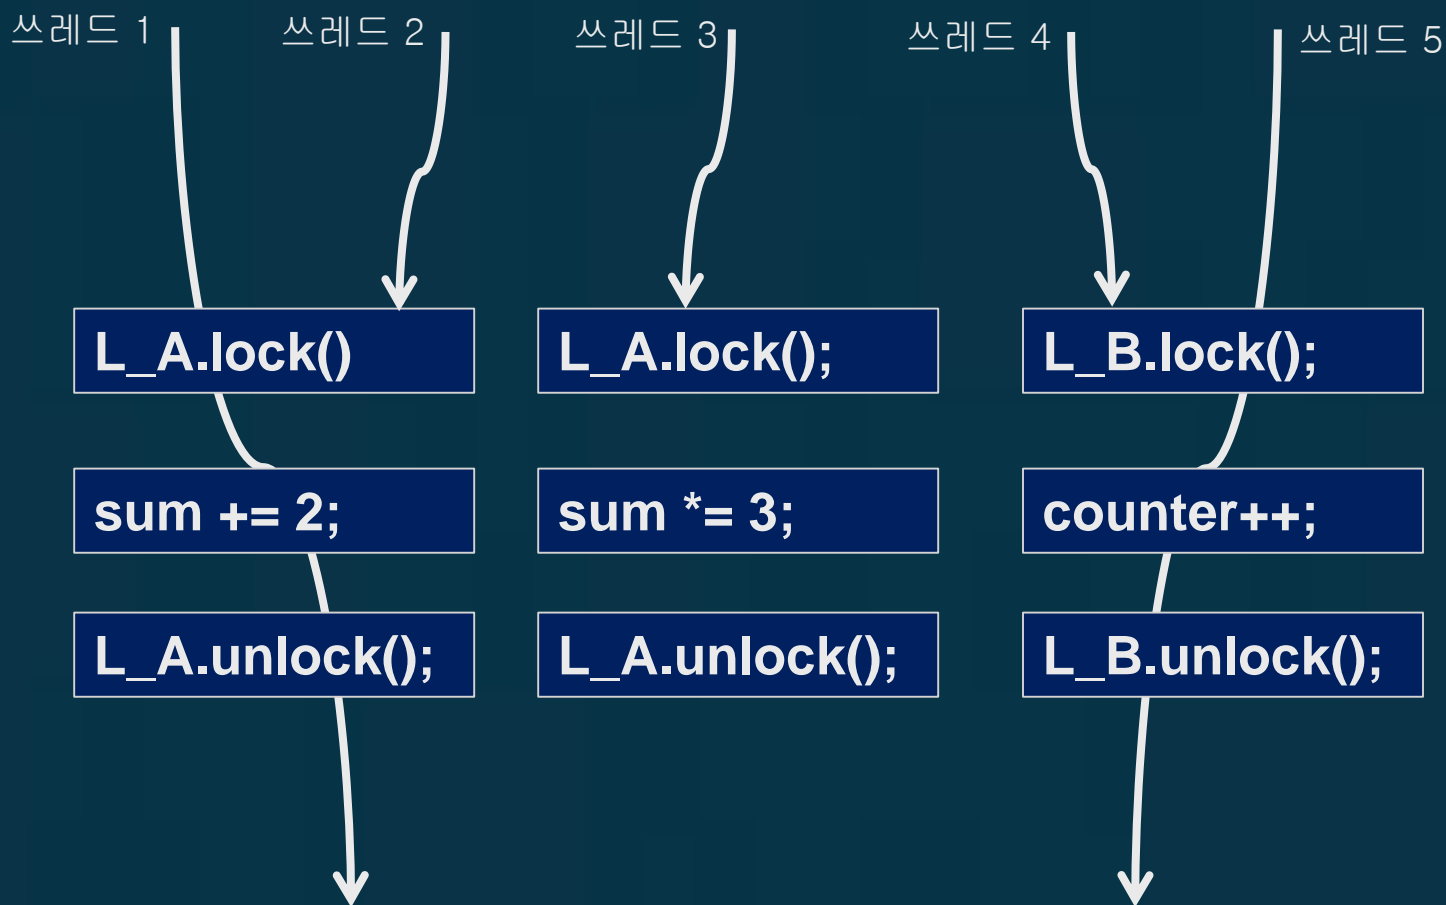 쓰레드 1
쓰레드 2
쓰레드 3
쓰레드 4
쓰레드 5
L_A.lock()
L_A.lock();
L_B.lock();
sum += 2;
sum *= 3;
counter++;
L_A.unlock();
L_A.unlock();
L_B.unlock();